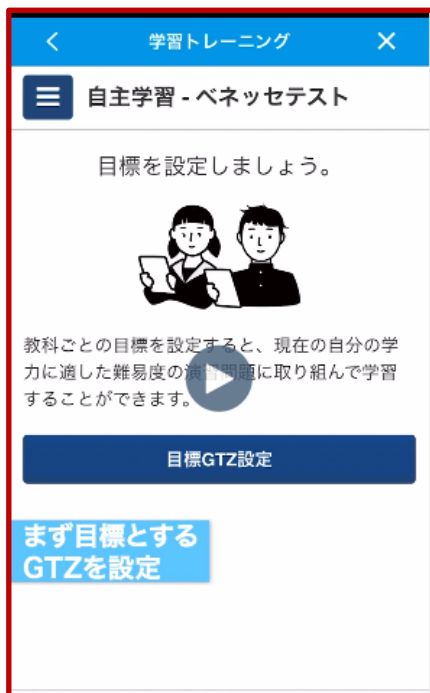 学習トレーニング
自主学習 - ベネッセテスト
目標を設定しましょう。
教科ごとの目標を設定すると、現在の自分の学
力に適した難易度の演習問題に取り組んで学習
することができます。
目標GTZ設定
まず目標とする
GTZを設定